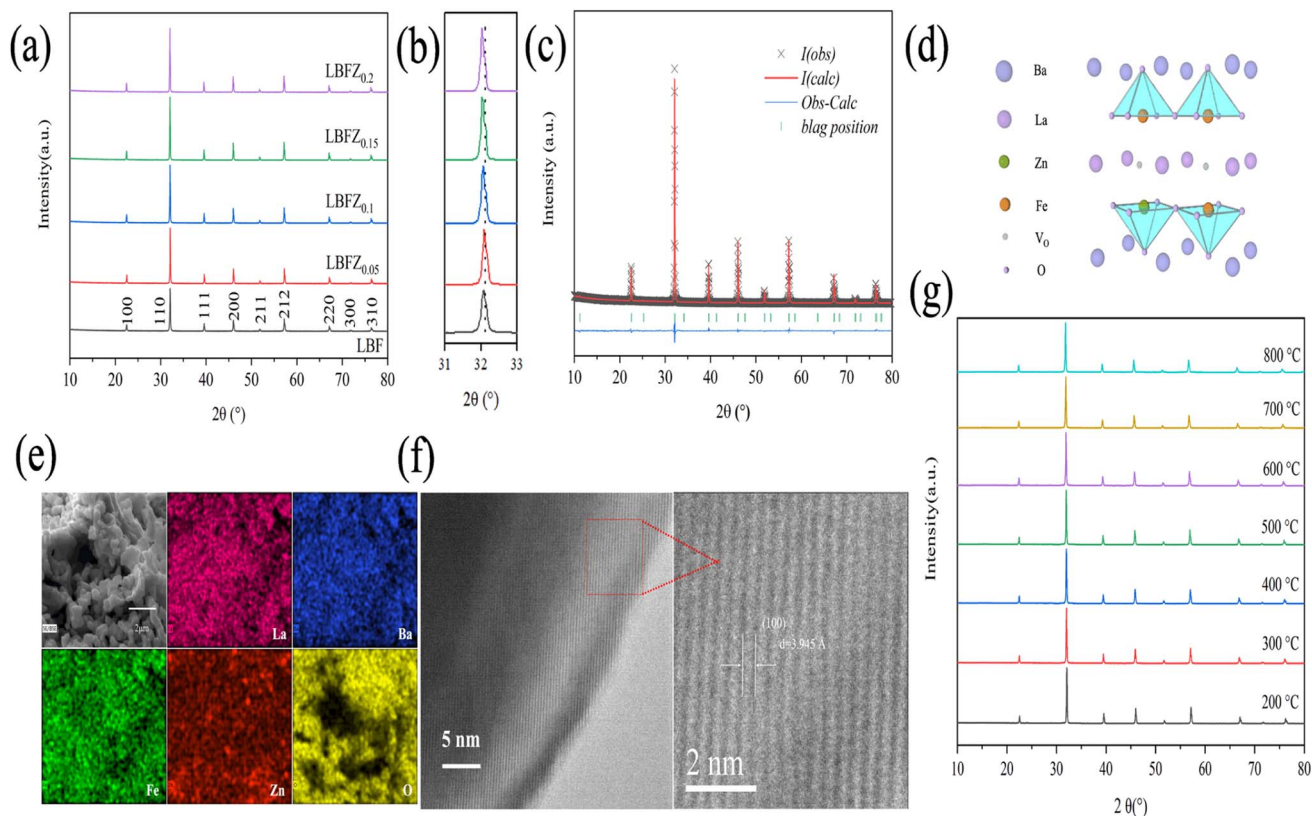 (a)
Intensity(a.u.)
LBFZ0.2
LBFZ0.15
LBFZ0.1
LBFZ0.05
100 110 111 200 211 212 220 300 310
LBF
10 20 30 40 50 60 70 80
2θ (°)
(b)
31 32 33
2θ (°)
(c)
Intensity (a.u.)
I(obs)
I(calc)
Obs-Calc
blag position
10 20 30 40 50 60 70 80
2θ (°)
(d)
Ba
La
Zn
Fe
VO
O
(e)
2μm
La
Ba
Fe
Zn
O
(f)
5 nm
(100)
d=3.945 Å
2 nm
(g)
Intensity(a.u.)
800 °C
700 °C
600 °C
500 °C
400 °C
300 °C
200 °C
10 20 30 40 50 60 70 80
2 θ(°)